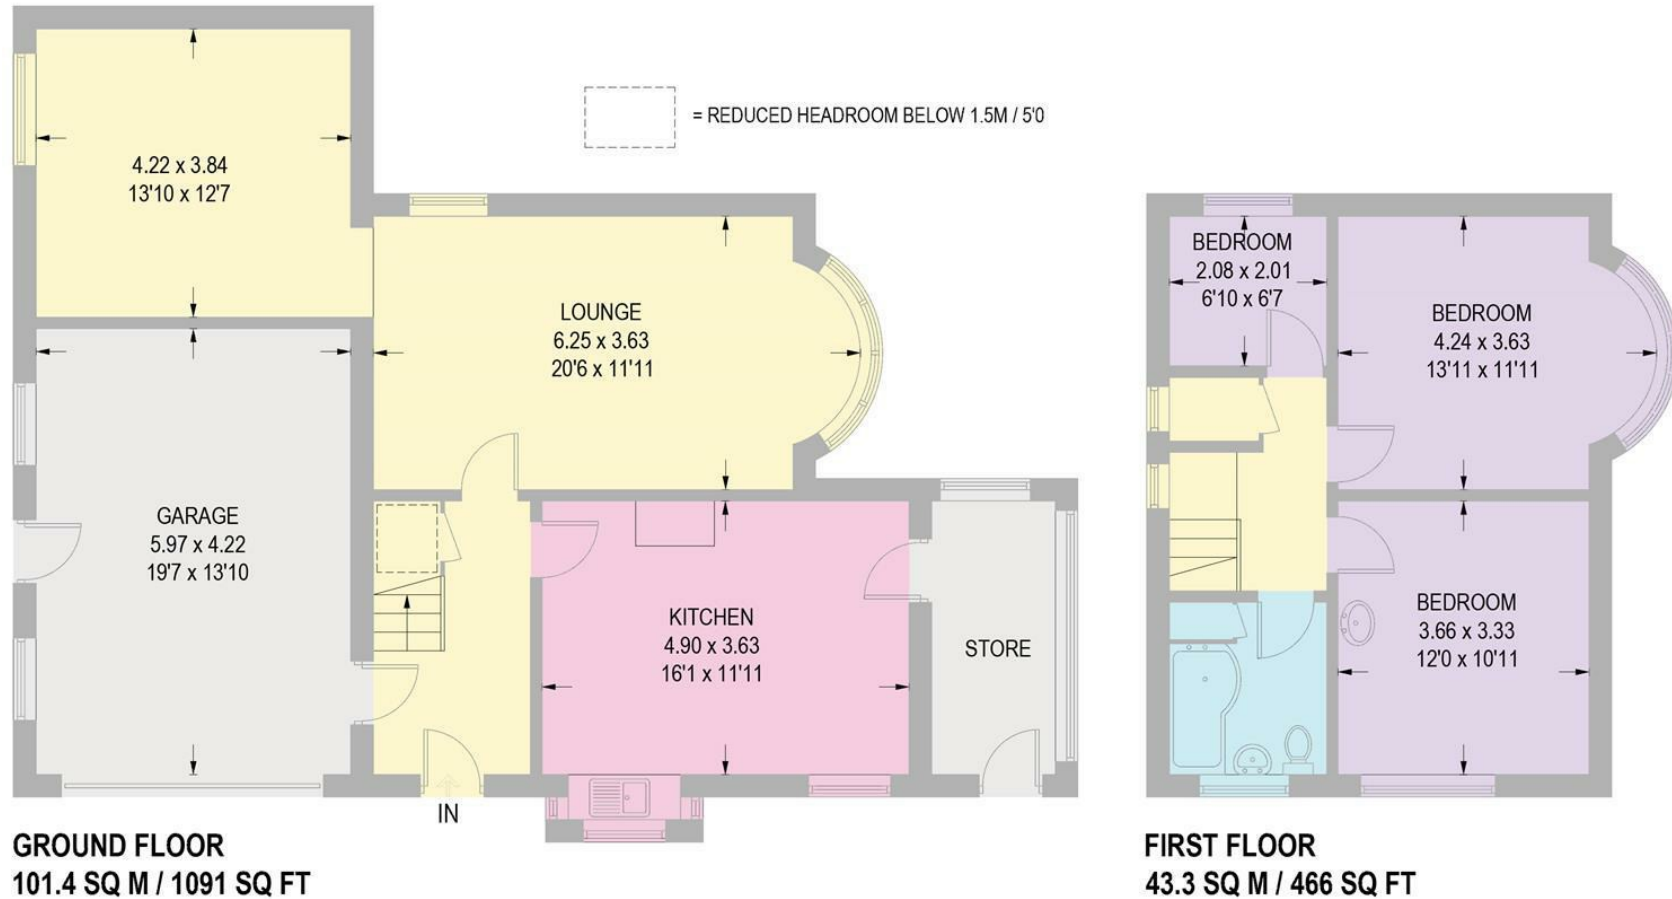 = REDUCED HEADROOM BELOW 1.5M / 5'0
4.22 x 3.84
13'10 x 12'7
LOUNGE
6.25 x 3.63
20'6 x 11'11
GARAGE
5.97 x 4.22
19'7 x 13'10
KITCHEN
4.90 x 3.63
16'1 x 11'11
STORE
IN
GROUND FLOOR
101.4 SQ M / 1091 SQ FT
BEDROOM
2.08 x 2.01
6'10 x 6'7
BEDROOM
4.24 x 3.63
13'11 x 11'11
BEDROOM
3.66 x 3.33
12'0 x 10'11
FIRST FLOOR
43.3 SQ M / 466 SQ FT